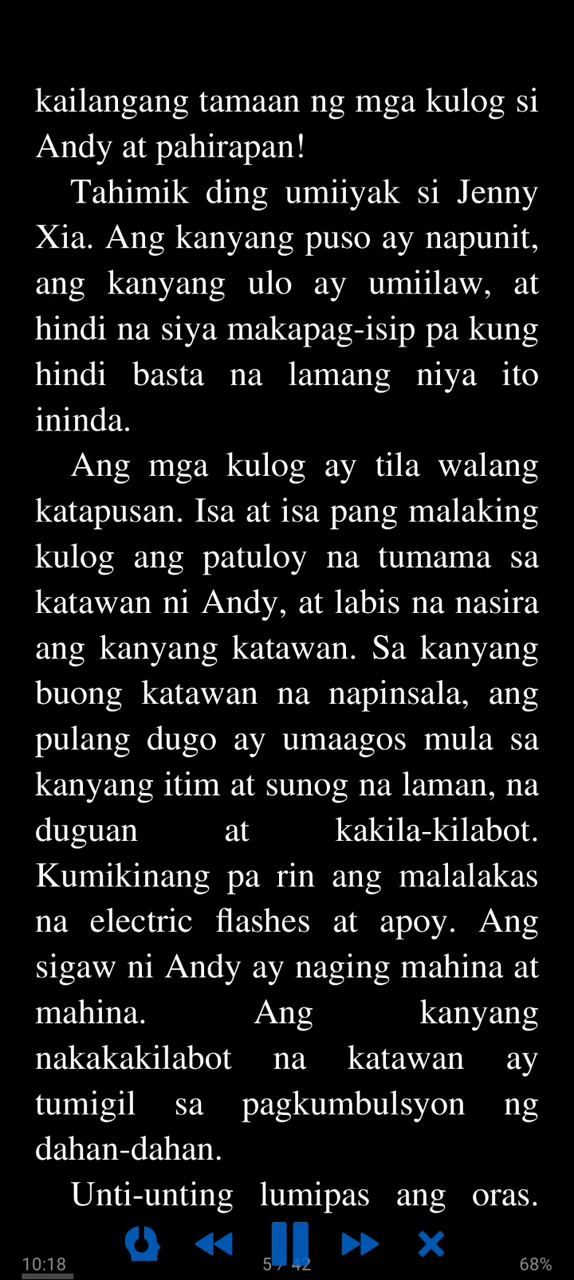 kailangang tamaan ng mga kulog si
Andy at pahirapan!
Tahimik ding umiiyak si Jenny
Xia. Ang kanyang puso ay napunit,
ang kanyang ulo ay umiilaw, at
hindi na siya makapag-isip pa kung
hindi basta na lamang niya ito
ininda.
Ang mga kulog ay tila walang
katapusan. Isa at isa pang malaking
kulog ang patuloy na tumama sa
katawan ni Andy, at labis na nasira
ang kanyang katawan. Sa kanyang
buong katawan na napinsala, ang
pulang dugo ay umaagos mula sa
kanyang itim at sunog na laman, na
duguan at kakila-kilabot.
Kumikinang pa rin ang malalakas
na electric flashes at apoy. Ang
sigaw ni Andy ay naging mahina at
mahina. Ang kanyang
nakakakilabot na katawan ay
tumigil sa pagkumbulsyon ng
dahan-dahan.
Unti-unting lumipas ang oras.
10:18 5 / 42 68%